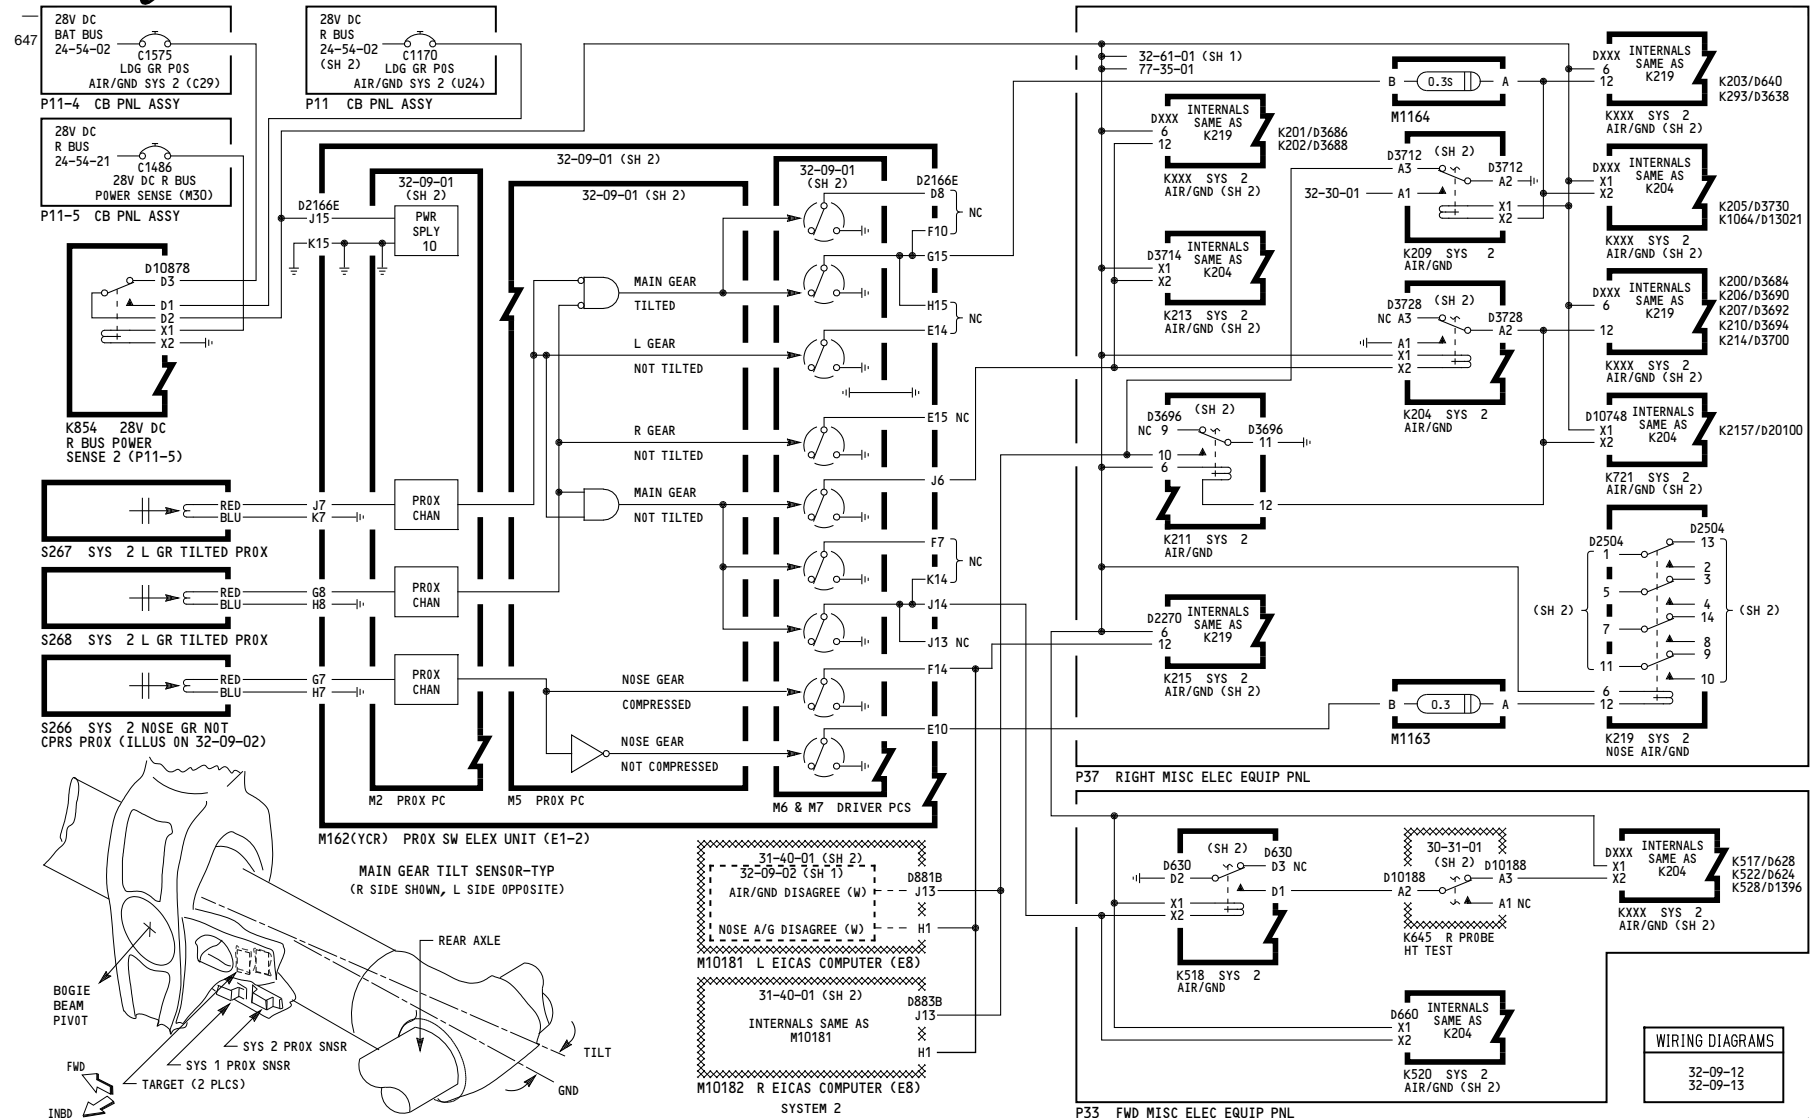 647
28V DC
BAT BUS
24-54-02
C1575
LDG GR POS
AIR/GND SYS 2 (C29)
P11-4 CB PNL ASSY
28V DC
R BUS
24-54-02
(SH 2)
C1170
LDG GR POS
AIR/GND SYS 2 (U24)
P11 CB PNL ASSY
28V DC
R BUS
24-54-21
C1486
28V DC R BUS
POWER SENSE (M30)
P11-5 CB PNL ASSY
D10878
D3
D1
D2
X1
X2
K854 28V DC
R BUS POWER
SENSE 2 (P11-5)
RED
BLU
S267 SYS 2 L GR TILTED PROX
RED
BLU
S268 SYS 2 L GR TILTED PROX
RED
BLU
S266 SYS 2 NOSE GR NOT
CPRS PROX (ILLUS ON 32-09-02)
32-09-01 (SH 2)
D2166E
J15
K15
J7
K7
G8
H8
G7
H7
32-09-01
(SH 2)
PWR
SPLY
10
PROX
CHAN
PROX
CHAN
PROX
CHAN
M2 PROX PC
32-09-01 (SH 2)
MAIN GEAR
TILTED
L GEAR
NOT TILTED
R GEAR
NOT TILTED
MAIN GEAR
NOT TILTED
NOSE GEAR
COMPRESSED
NOSE GEAR
NOT COMPRESSED
M5 PROX PC
32-09-01
(SH 2)
M6 & M7 DRIVER PCS
D2166E
D8
NC
F10
G15
H15
NC
E14
E15 NC
J6
F7
NC
K14
J14
J13 NC
F14
E10
M162(YCR) PROX SW ELEX UNIT (E1-2)
MAIN GEAR TILT SENSOR-TYP
(R SIDE SHOWN, L SIDE OPPOSITE)
REAR AXLE
BOGIE
BEAM
PIVOT
SYS 2 PROX SNSR
SYS 1 PROX SNSR
TARGET (2 PLCS)
TILT
GND
FWD
INBD
31-40-01 (SH 2)
32-09-02 (SH 1)
AIR/GND DISAGREE (W)
NOSE A/G DISAGREE (W)
D881B
J13
H1
M10181 L EICAS COMPUTER (E8)
31-40-01 (SH 2)
INTERNALS SAME AS
M10181
D883B
J13
H1
M10182 R EICAS COMPUTER (E8)
SYSTEM 2
32-61-01 (SH 1)
77-35-01
DXXX
6
12
INTERNALS
SAME AS
K219
K201/D3686
K202/D3688
KXXX SYS 2
AIR/GND (SH 2)
D3714
X1
X2
INTERNALS
SAME AS
K204
K213 SYS 2
AIR/GND (SH 2)
D3696
NC 9
10
6
(SH 2)
D3696
11
12
K211 SYS 2
AIR/GND
D2270
6
12
INTERNALS
SAME AS
K219
K215 SYS 2
AIR/GND (SH 2)
B
0.3S
A
M1164
D3712
A3
32-30-01
A1
(SH 2)
D3712
A2
X1
X2
K209 SYS 2
AIR/GND
D3728
NC A3
A1
X1
X2
(SH 2)
D3728
A2
K204 SYS 2
AIR/GND
B
0.3
A
M1163
DXXX
6
12
INTERNALS
SAME AS
K219
K203/D640
K293/D3638
KXXX SYS 2
AIR/GND (SH 2)
DXXX
X1
X2
INTERNALS
SAME AS
K204
K205/D3730
K1064/D13021
KXXX SYS 2
AIR/GND (SH 2)
DXXX
6
12
INTERNALS
SAME AS
K219
K200/D3684
K206/D3690
K207/D3692
K210/D3694
K214/D3700
KXXX SYS 2
AIR/GND (SH 2)
D10748
X1
X2
INTERNALS
SAME AS
K204
K2157/D20100
K721 SYS 2
AIR/GND (SH 2)
D2504
1
5
7
11
6
12
(SH 2)
D2504
13
2
3
4
14
8
9
10
(SH 2)
K219 SYS 2
NOSE AIR/GND
P37 RIGHT MISC ELEC EQUIP PNL
D630
D2
X1
X2
(SH 2)
D630
D3 NC
D1
K518 SYS 2
AIR/GND
30-31-01
(SH 2)
D10188
A2
D10188
A3
A1 NC
K645 R PROBE
HT TEST
DXXX
X1
X2
INTERNALS
SAME AS
K204
K517/D628
K522/D624
K528/D1396
KXXX SYS 2
AIR/GND (SH 2)
D660
X1
X2
INTERNALS
SAME AS
K204
K520 SYS 2
AIR/GND (SH 2)
P33 FWD MISC ELEC EQUIP PNL
WIRING DIAGRAMS
32-09-12
32-09-13